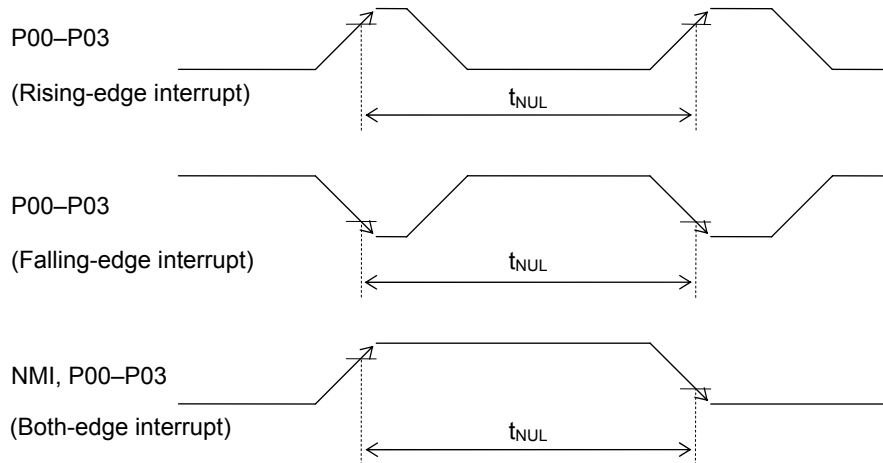 P00–P03
(Rising-edge interrupt)
tNUL
P00–P03
(Falling-edge interrupt)
tNUL
NMI, P00–P03
(Both-edge interrupt)
tNUL